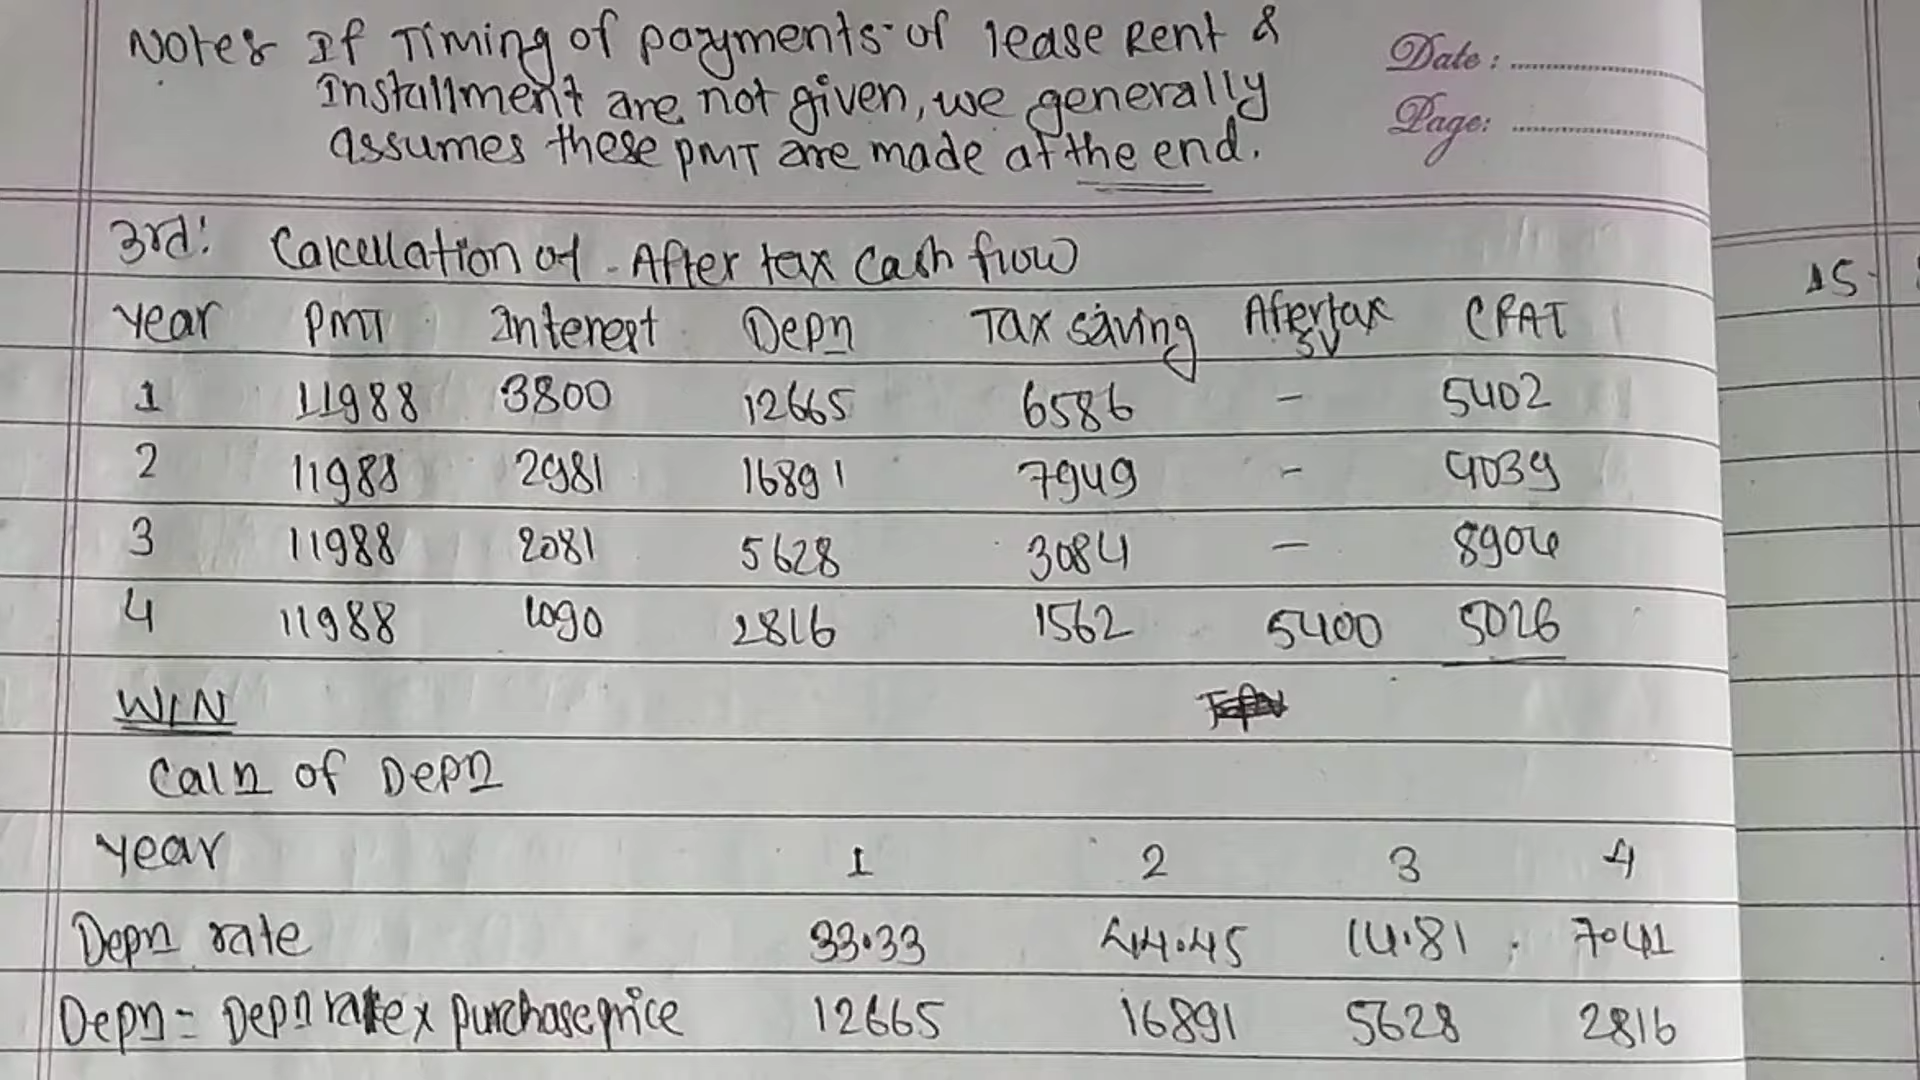 Notes If Timing of payments of lease Rent &
Installment are not given, we generally
assumes these PMT are made at the end.
Date :
Page:
3rd: Calculation of After tax cash flow
Year PMT Interest Depn Tax saving Aftertax SV CFAT
1 11988 3800 12665 6586 - 5402
2 11988 2981 16891 7949 - 4039
3 11988 2081 5628 3084 - 8904
4 11988 1090 2816 1562 5400 5026
W/N
Caln of Depn
Year 1 2 3 4
Depn rate 33.33 44.45 14.81 7.41
Depn = Depn rate x purchase price 12665 16891 5628 2816
15